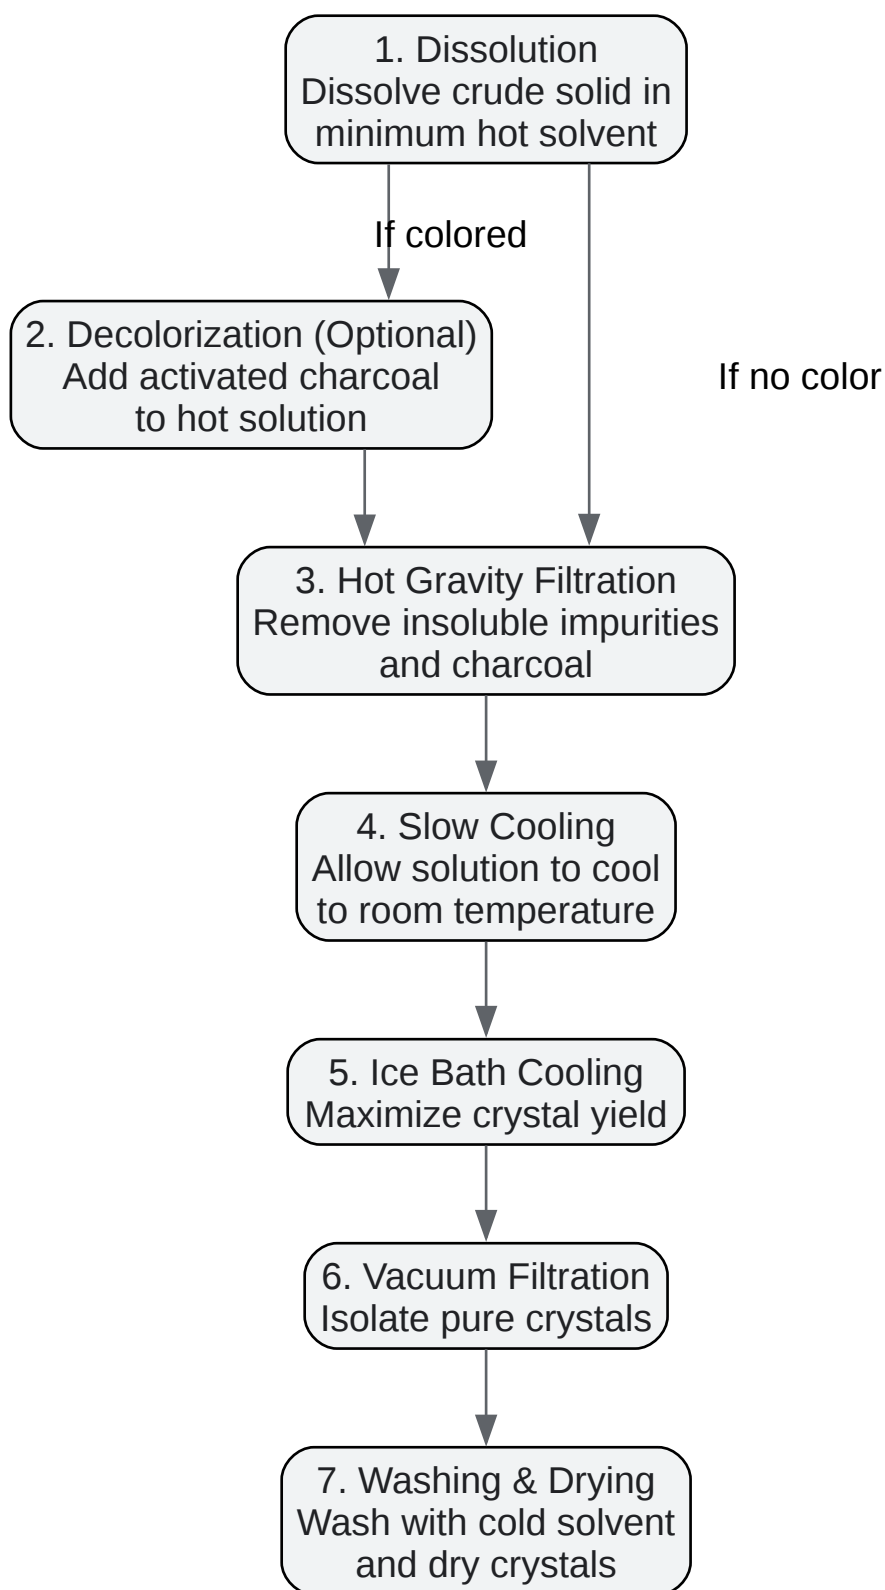 1. Dissolution
Dissolve crude solid in
minimum hot solvent
If colored
2. Decolorization (Optional)
Add activated charcoal
to hot solution
If no color
3. Hot Gravity Filtration
Remove insoluble impurities
and charcoal
4. Slow Cooling
Allow solution to cool
to room temperature
5. Ice Bath Cooling
Maximize crystal yield
6. Vacuum Filtration
Isolate pure crystals
7. Washing & Drying
Wash with cold solvent
and dry crystals